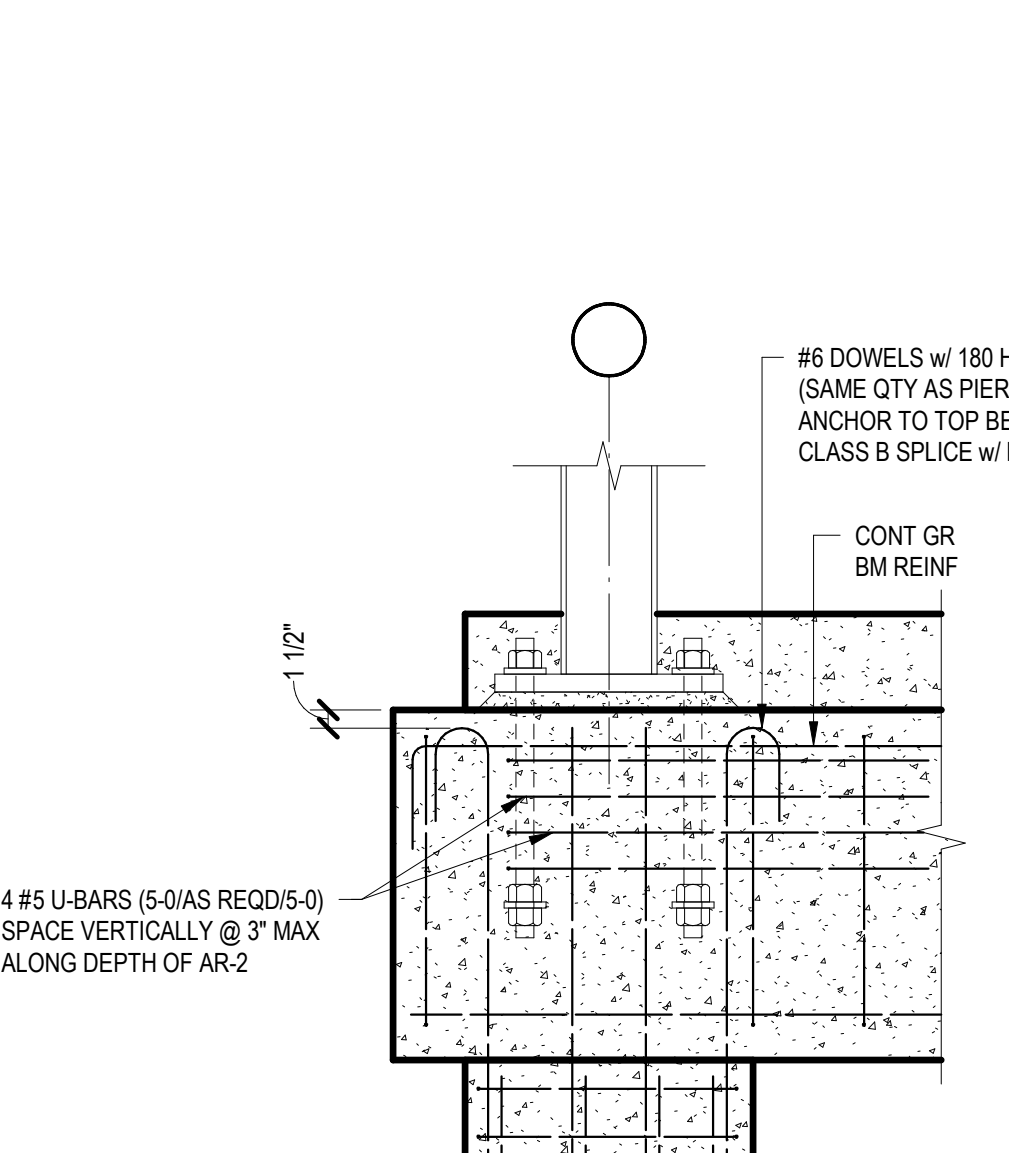 #6 DOWELS w/ 180 H
(SAME QTY AS PIER
ANCHOR TO TOP BE
CLASS B SPLICE w/
CONT GR
BM REINF
1 1/2"
4 #5 U-BARS (5-0/AS REQD/5-0)
SPACE VERTICALLY @ 3" MAX
ALONG DEPTH OF AR-2